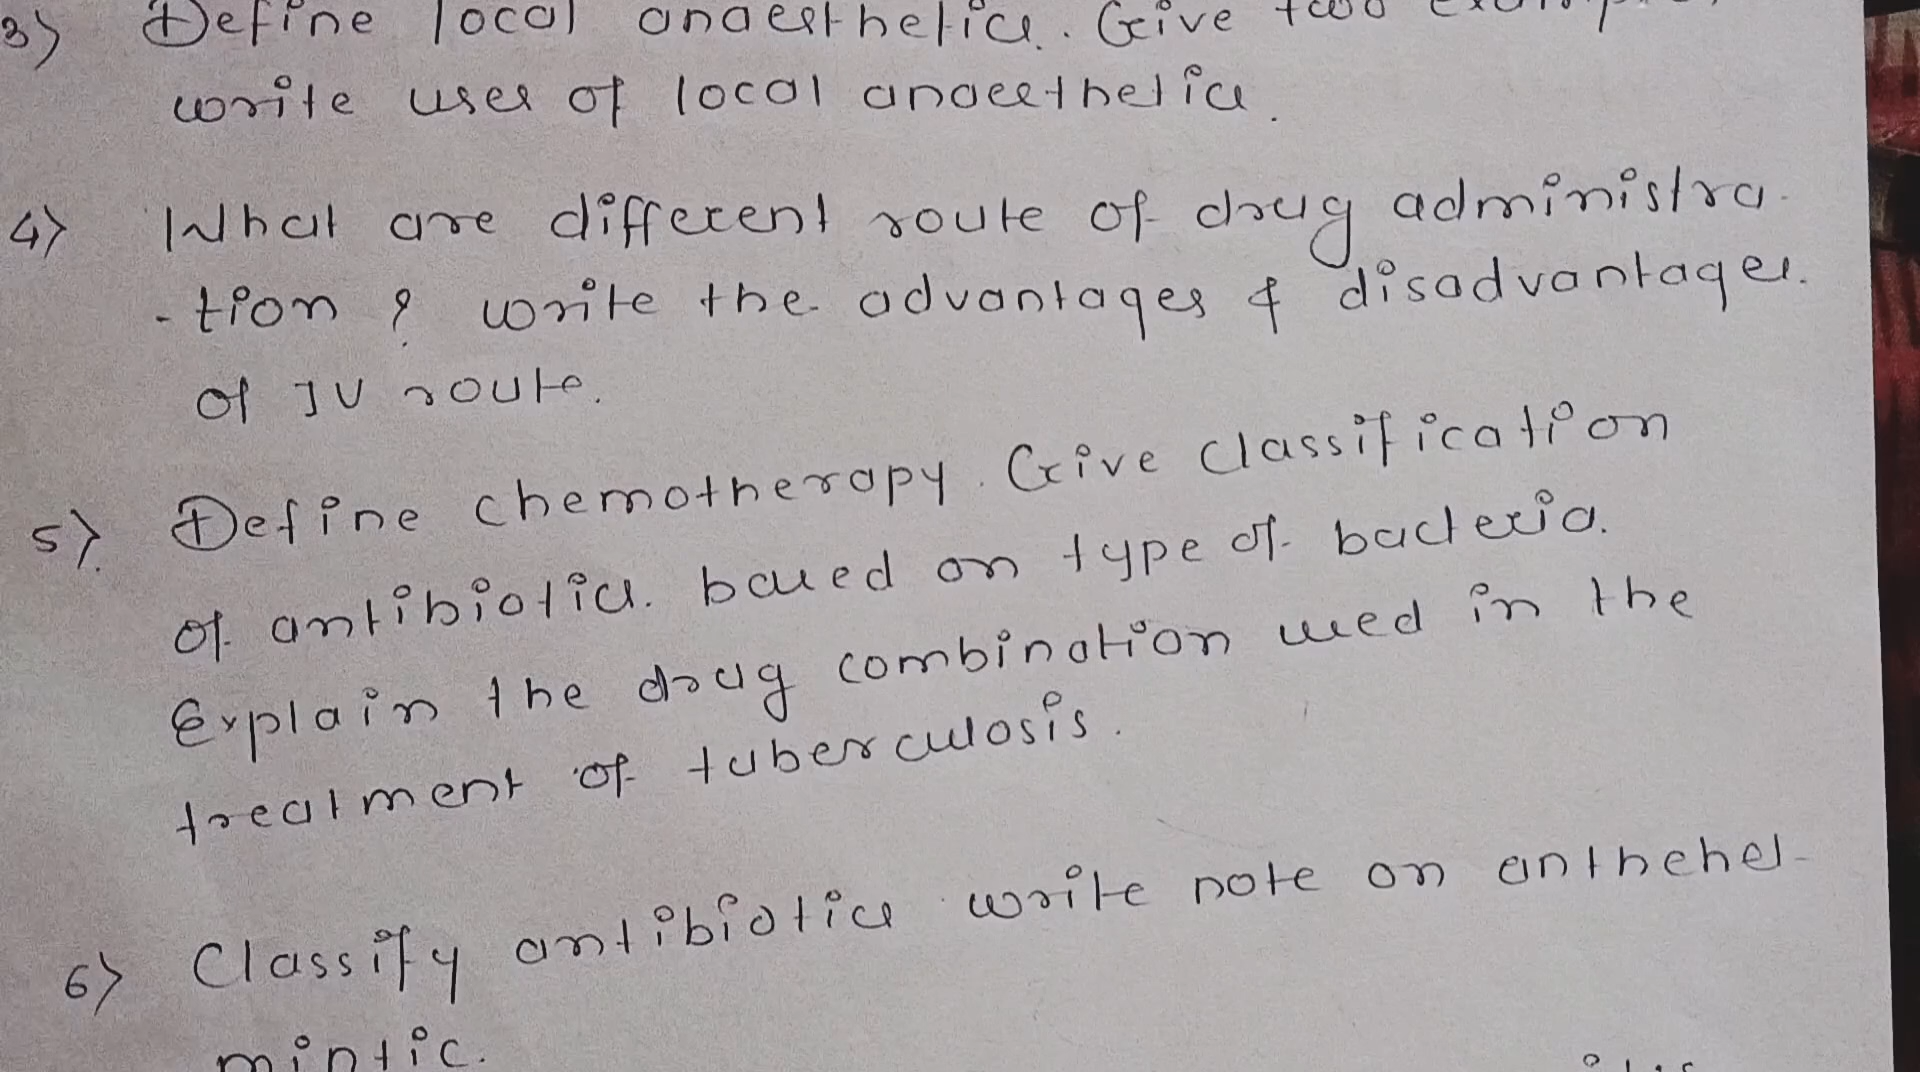 3) Define local anaesthetics. Give two
write uses of local anaesthetics.
4) What are different route of drug administra-
-tion ? write the advantages & disadvantages.
of IV route.
5) Define chemotherapy. Give classification
of antibiotics. based on type of bacteria.
Explain the drug combination used in the
treatment of tuberculosis.
6) Classify antibiotics write note on anthehel-
mintic.